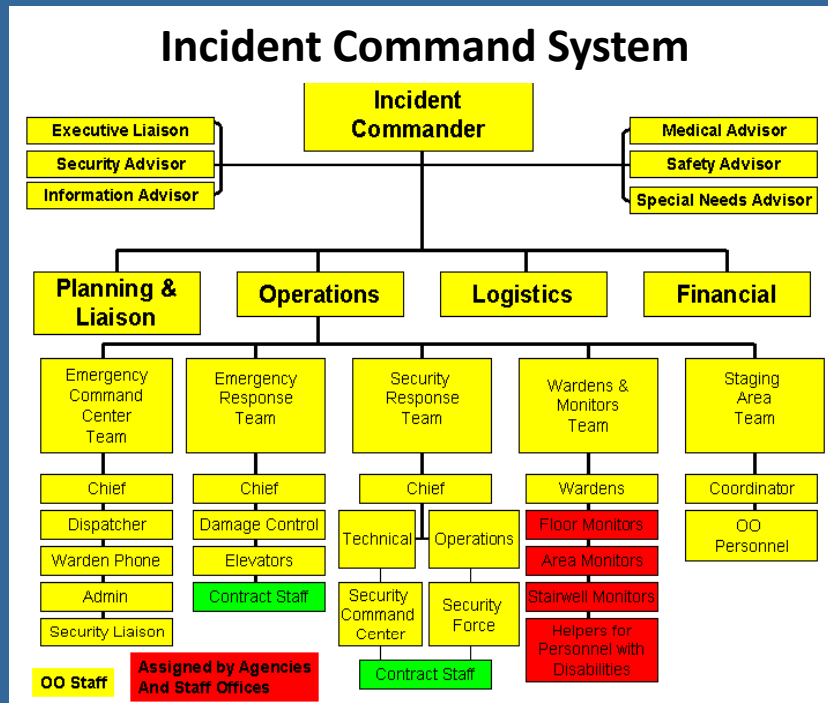 Incident Command System
Incident
Commander
Executive Liaison
Security Advisor
Information Advisor
Medical Advisor
Safety Advisor
Special Needs Advisor
Planning &
Liaison
Operations
Logistics
Financial
Emergency
Command
Center
Team
Chief
Dispatcher
Warden Phone
Admin
Security Liaison
Emergency
Response
Team
Chief
Damage Control
Elevators
Contract Staff
Security
Response
Team
Chief
Technical
Operations
Security
Command
Center
Security
Force
Contract Staff
Wardens &
Monitors
Team
Wardens
Floor Monitors
Area Monitors
Stairwell Monitors
Helpers for
Personnel with
Disabilities
Staging
Area
Team
Coordinator
OO
Personnel
OO Staff
Assigned by Agencies
And Staff Offices